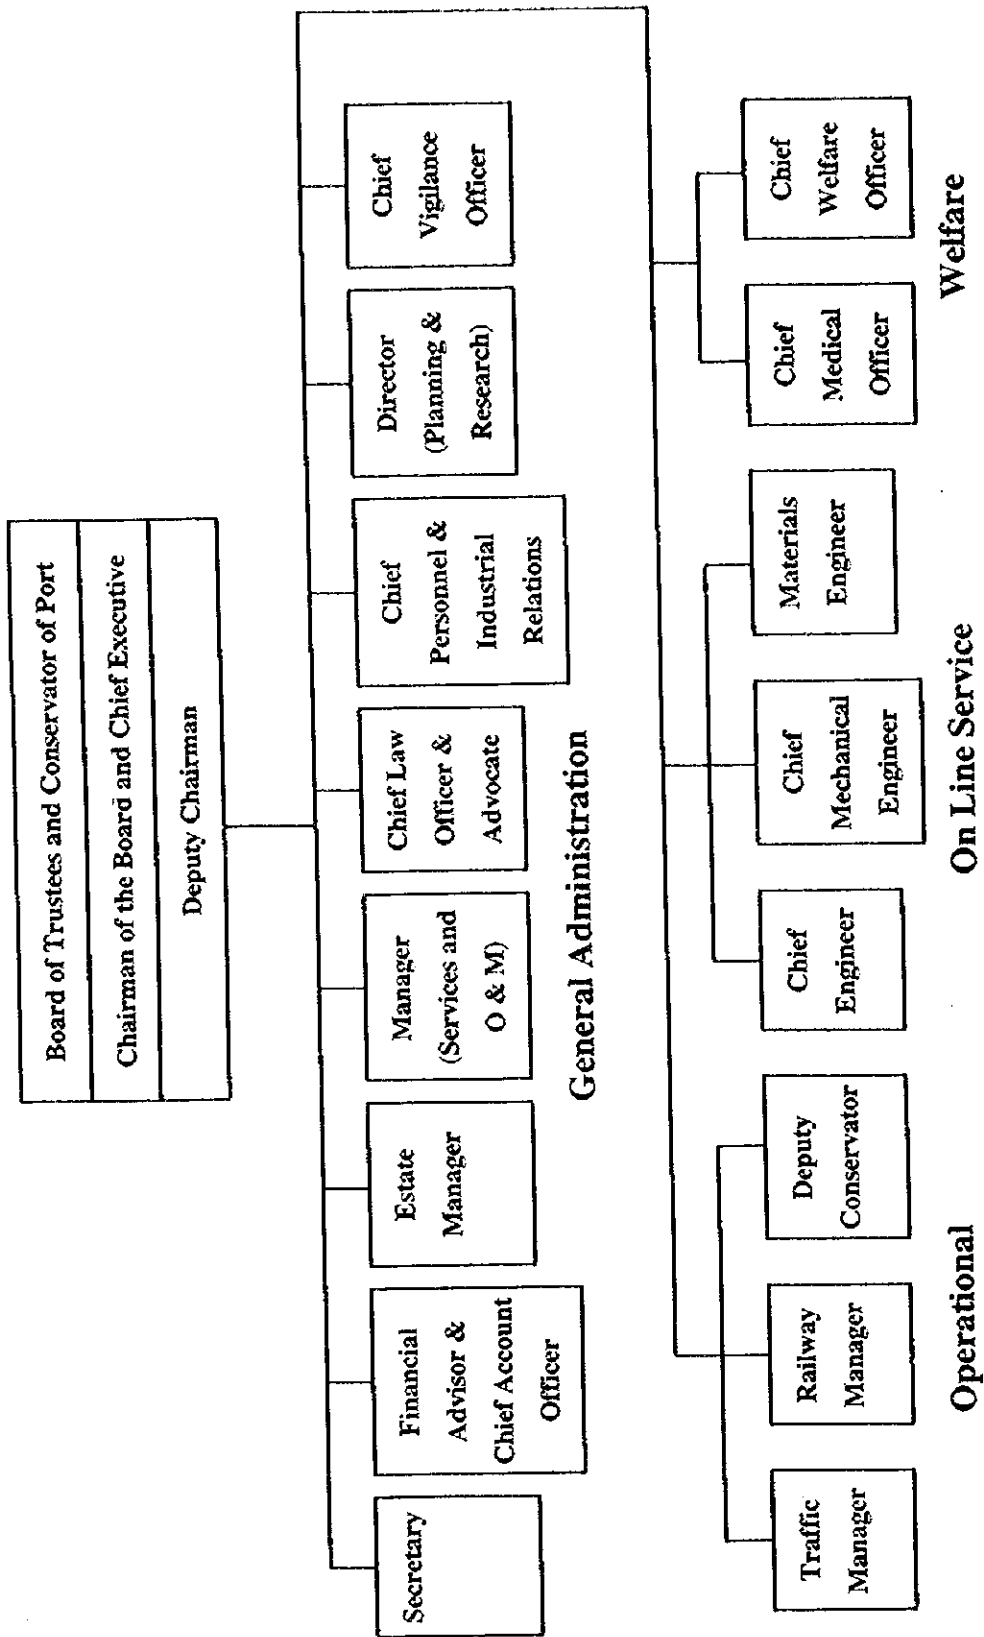 Board of Trustees and Conservator of Port
Chairman of the Board and Chief Executive
Deputy Chairman
Secretary
Financial
Advisor &
Chief Account
Officer
Estate
Manager
Manager
(Services and
O & M)
Chief Law
Officer &
Advocate
Chief
Personnel &
Industrial
Relations
Director
(Planning &
Research)
Chief
Vigilance
Officer
General Administration
Traffic
Manager
Railway
Manager
Deputy
Conservator
Chief
Engineer
Chief
Mechanical
Engineer
Materials
Engineer
Chief
Medical
Officer
Chief
Welfare
Officer
Operational
On Line Service
Welfare